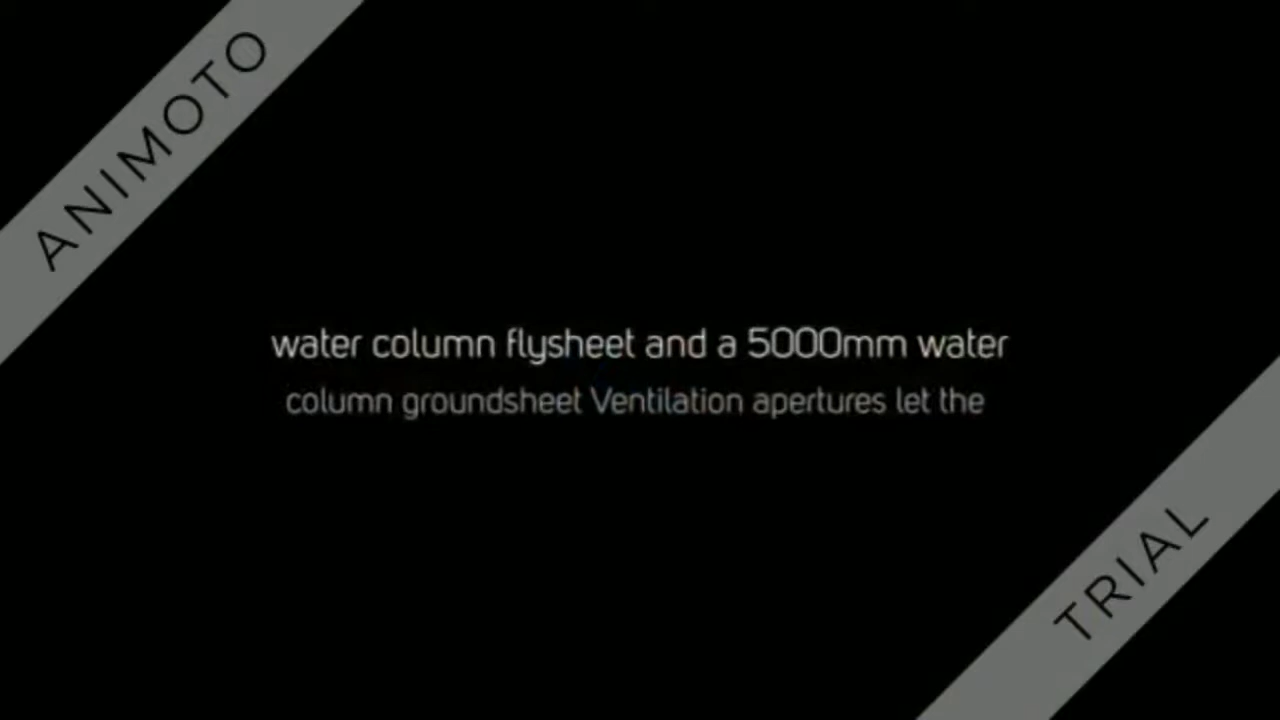 ANIMOTO
water column flysheet and a 5000mm water
column groundsheet Ventilation apertures let the
TRIAL